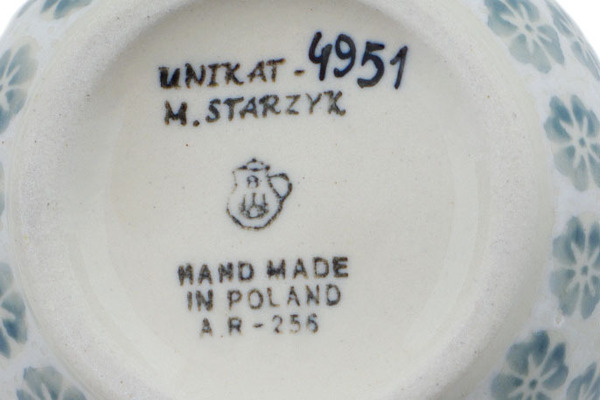 UNIKAT - 4951
M. STARZYK
HAND MADE
IN POLAND
A R - 256